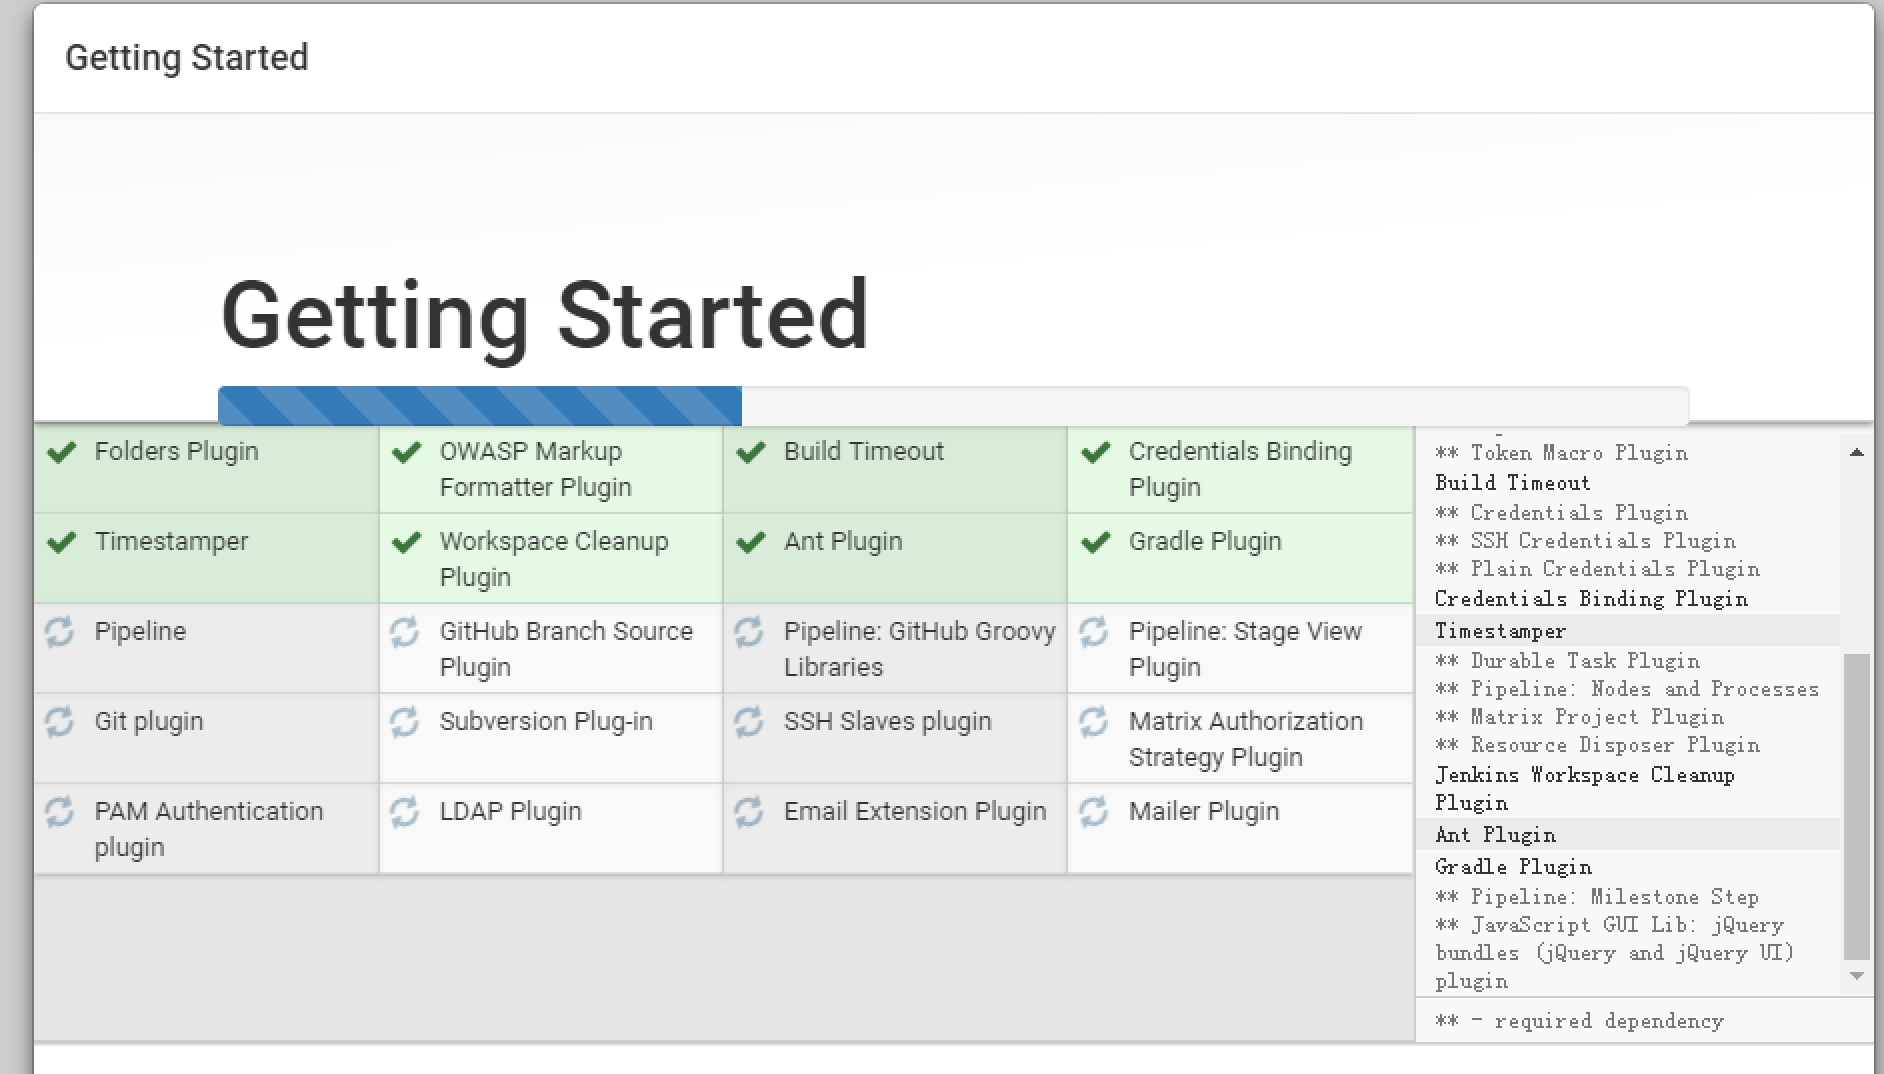 Getting Started
Getting Started
Folders Plugin
OWASP Markup
Formatter Plugin
Build Timeout
Credentials Binding
Plugin
Timestamper
Workspace Cleanup
Plugin
Ant Plugin
Gradle Plugin
Pipeline
GitHub Branch Source
Plugin
Pipeline: GitHub Groovy
Libraries
Pipeline: Stage View
Plugin
Git plugin
Subversion Plug-in
SSH Slaves plugin
Matrix Authorization
Strategy Plugin
PAM Authentication
plugin
LDAP Plugin
Email Extension Plugin
Mailer Plugin
** Token Macro Plugin
Build Timeout
** Credentials Plugin
** SSH Credentials Plugin
** Plain Credentials Plugin
Credentials Binding Plugin
Timestamper
** Durable Task Plugin
** Pipeline: Nodes and Processes
** Matrix Project Plugin
** Resource Disposer Plugin
Jenkins Workspace Cleanup
Plugin
Ant Plugin
Gradle Plugin
** Pipeline: Milestone Step
** JavaScript GUI Lib: jQuery
bundles (jQuery and jQuery UI)
plugin
** - required dependency